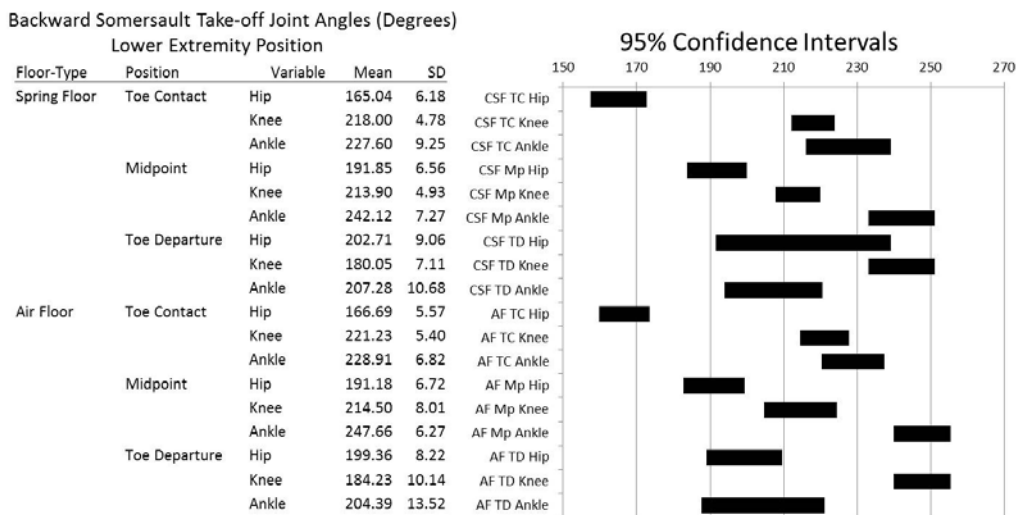 Backward Somersault Take-off Joint Angles (Degrees)
Lower Extremity Position
Floor-Type Position Variable Mean SD
Spring Floor Toe Contact Hip 165.04 6.18
Knee 218.00 4.78
Ankle 227.60 9.25
Midpoint Hip 191.85 6.56
Knee 213.90 4.93
Ankle 242.12 7.27
Toe Departure Hip 202.71 9.06
Knee 180.05 7.11
Ankle 207.28 10.68
Air Floor Toe Contact Hip 166.69 5.57
Knee 221.23 5.40
Ankle 228.91 6.82
Midpoint Hip 191.18 6.72
Knee 214.50 8.01
Ankle 247.66 6.27
Toe Departure Hip 199.36 8.22
Knee 184.23 10.14
Ankle 204.39 13.52
95% Confidence Intervals
150 170 190 210 230 250 270
CSF TC Hip
CSF TC Knee
CSF TC Ankle
CSF Mp Hip
CSF Mp Knee
CSF Mp Ankle
CSF TD Hip
CSF TD Knee
CSF TD Ankle
AF TC Hip
AF TC Knee
AF TC Ankle
AF Mp Hip
AF Mp Knee
AF Mp Ankle
AF TD Hip
AF TD Knee
AF TD Ankle